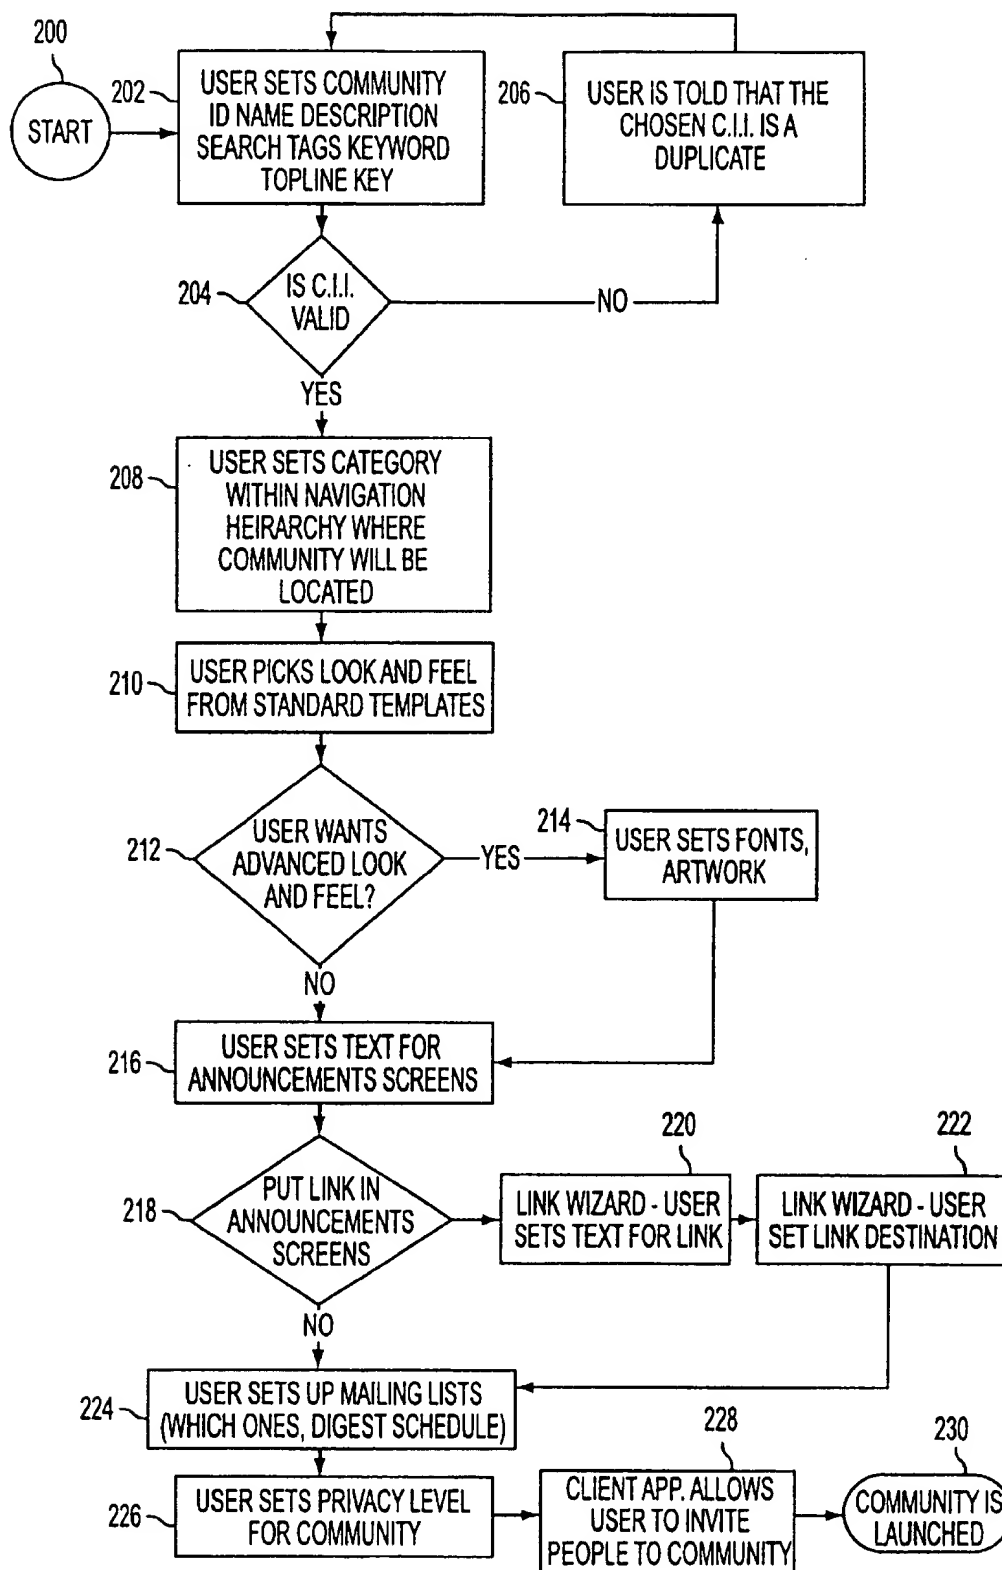 200
START
202
USER SETS COMMUNITY
ID NAME DESCRIPTION
SEARCH TAGS KEYWORD
TOPLINE KEY
206
USER IS TOLD THAT THE
CHOSEN C.I.I. IS A
DUPLICATE
204
IS C.I.I.
VALID
NO
YES
208
USER SETS CATEGORY
WITHIN NAVIGATION
HEIRARCHY WHERE
COMMUNITY WILL BE
LOCATED
210
USER PICKS LOOK AND FEEL
FROM STANDARD TEMPLATES
212
USER WANTS
ADVANCED LOOK
AND FEEL?
YES
214
USER SETS FONTS,
ARTWORK
NO
216
USER SETS TEXT FOR
ANNOUNCEMENTS SCREENS
218
PUT LINK IN
ANNOUNCEMENTS
SCREENS
220
LINK WIZARD - USER
SETS TEXT FOR LINK
222
LINK WIZARD - USER
SET LINK DESTINATION
NO
224
USER SETS UP MAILING LISTS
(WHICH ONES, DIGEST SCHEDULE)
226
USER SETS PRIVACY LEVEL
FOR COMMUNITY
228
CLIENT APP. ALLOWS
USER TO INVITE
PEOPLE TO COMMUNITY
230
COMMUNITY IS
LAUNCHED